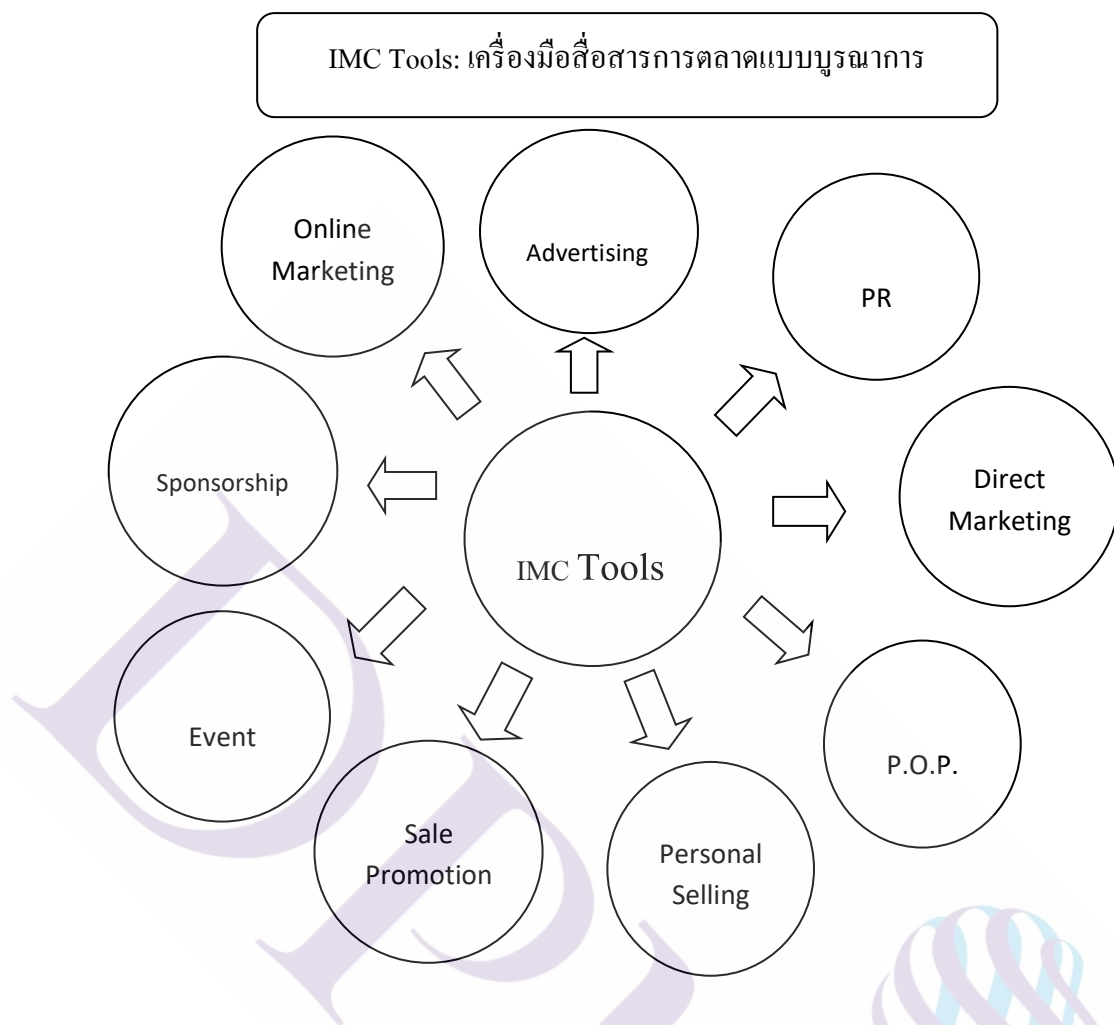 IMC Tools: เครื่องมือสื่อสารการตลาดแบบบูรณาการ
Online
Marketing
Advertising
PR
Sponsorship
Direct
Marketing
IMC Tools
Event
P.O.P.
Sale
Promotion
Personal
Selling